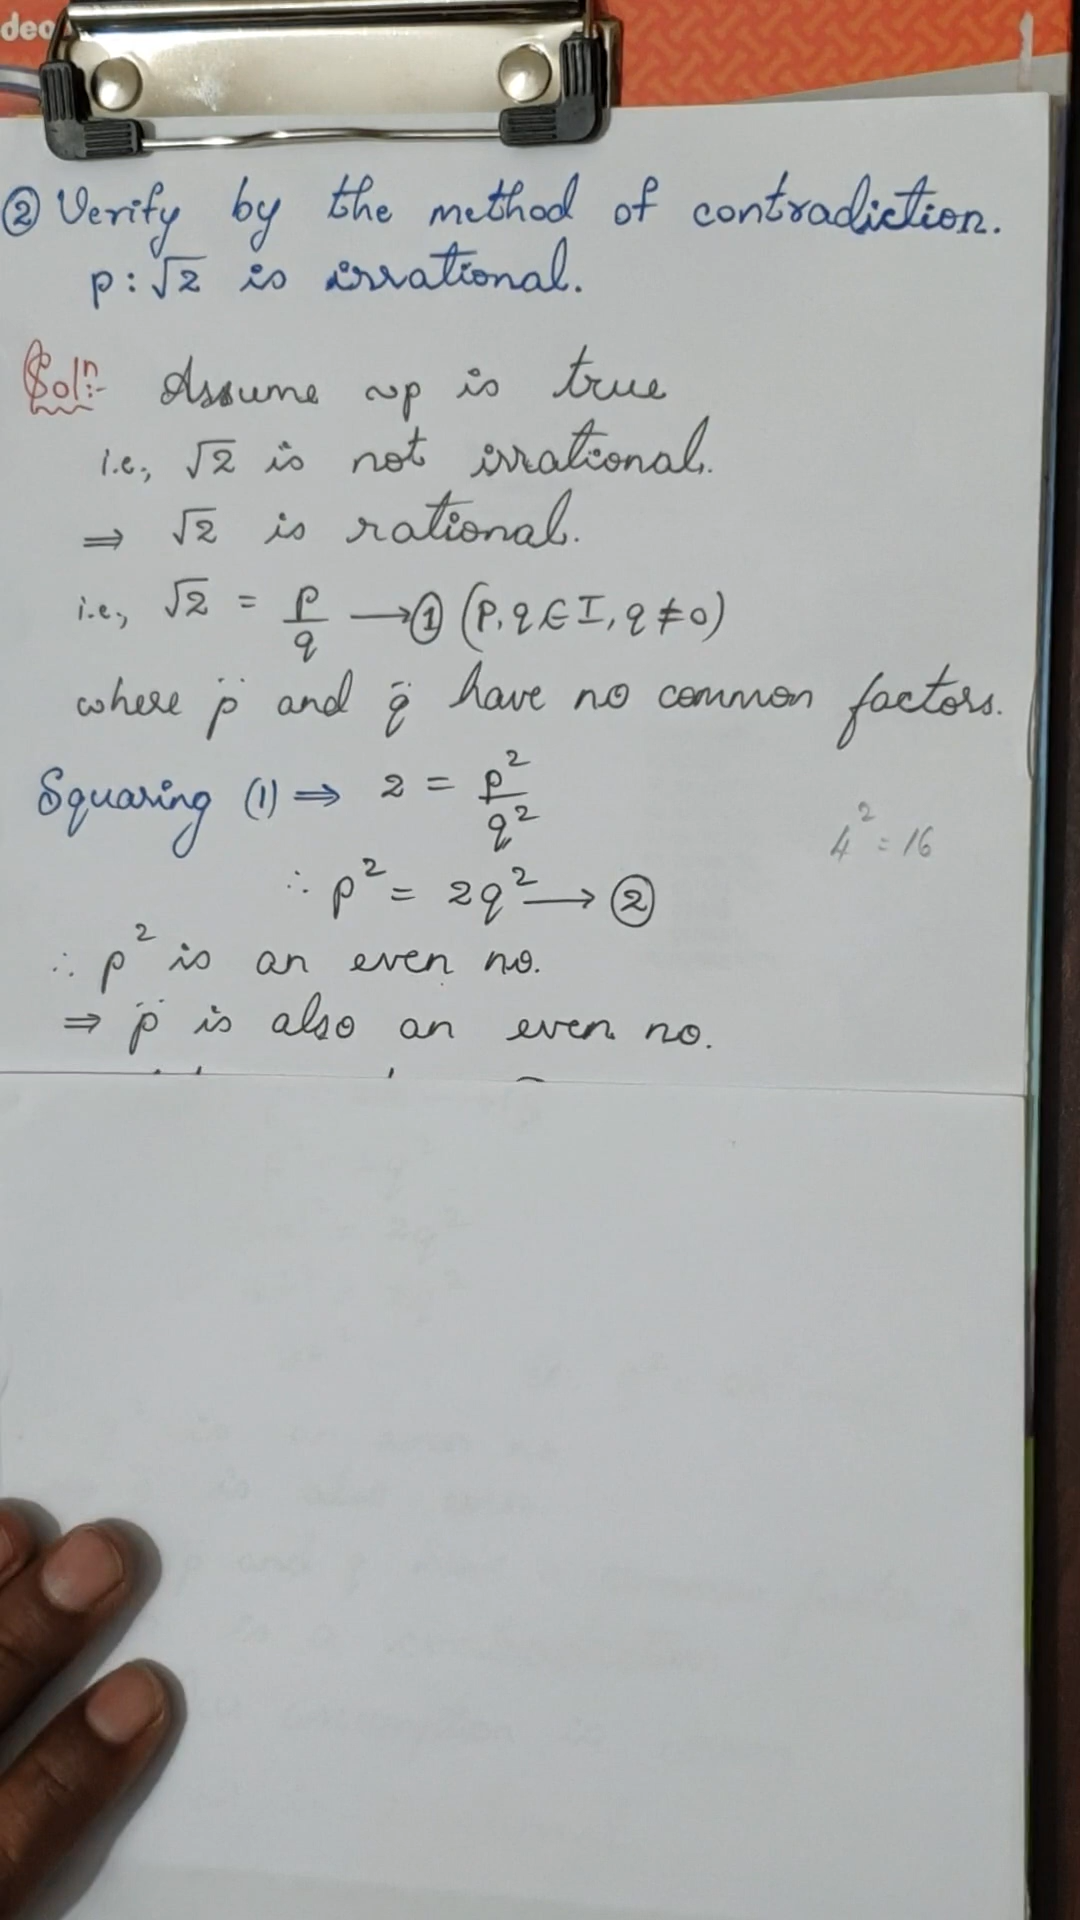 deo
② Verify by the method of contradiction.
p: √2 is irrational.
Solⁿ:- Assume ~p is true
i.e., √2 is not irrational.
⇒ √2 is rational.
i.e., √2 = p/q ⟶ ① (p, q ∈ I, q ≠ 0)
where "p" and "q" have no common factors.
Squaring (1) ⇒ 2 = p²/q²
4² = 16
∴ p² = 2q² ⟶ ②
∴ p² is an even no.
⇒ "p" is also an even no.